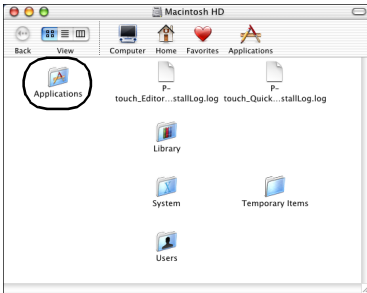 Macintosh HD
Back View Computer Home Favorites Applications
Applications
P-
touch_Editor...stallLog.log
P-
touch_Quick...stallLog.log
Library
System
Temporary Items
Users